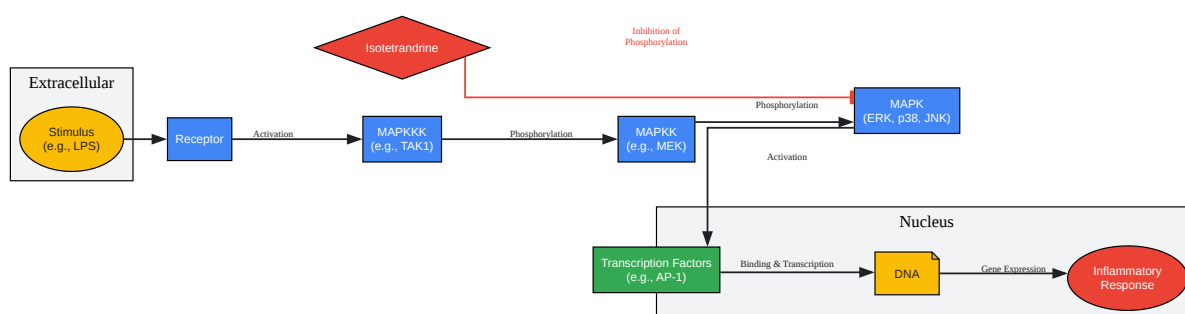 Isotetrandrine
Inhibition of
Phosphorylation
Extracellular
Stimulus
(e.g., LPS)
Receptor
Activation
MAPKKK
(e.g., TAK1)
Phosphorylation
MAPKK
(e.g., MEK)
Phosphorylation
MAPK
(ERK, p38, JNK)
Activation
Nucleus
Transcription Factors
(e.g., AP-1)
Binding & Transcription
DNA
Gene Expression
Inflammatory
Response